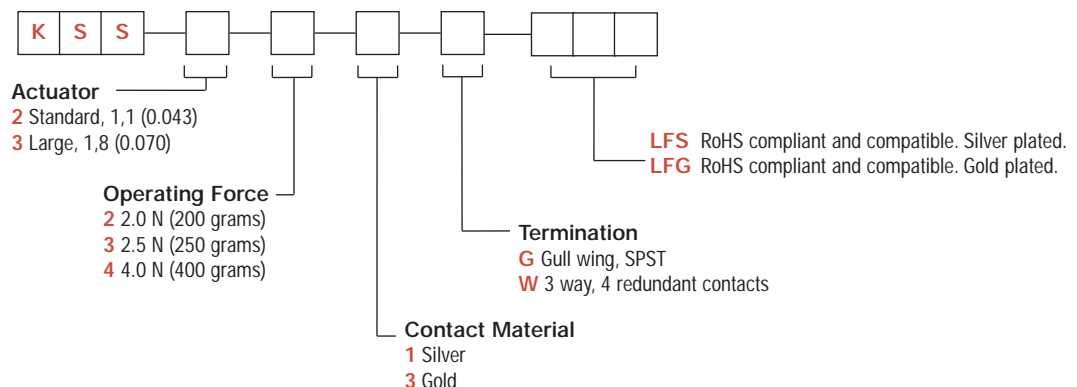 K S S
Actuator
2 Standard, 1,1 (0.043)
3 Large, 1,8 (0.070)
LFS RoHS compliant and compatible. Silver plated.
LFG RoHS compliant and compatible. Gold plated.
Operating Force
2 2.0 N (200 grams)
3 2.5 N (250 grams)
4 4.0 N (400 grams)
Termination
G Gull wing, SPST
W 3 way, 4 redundant contacts
Contact Material
1 Silver
3 Gold